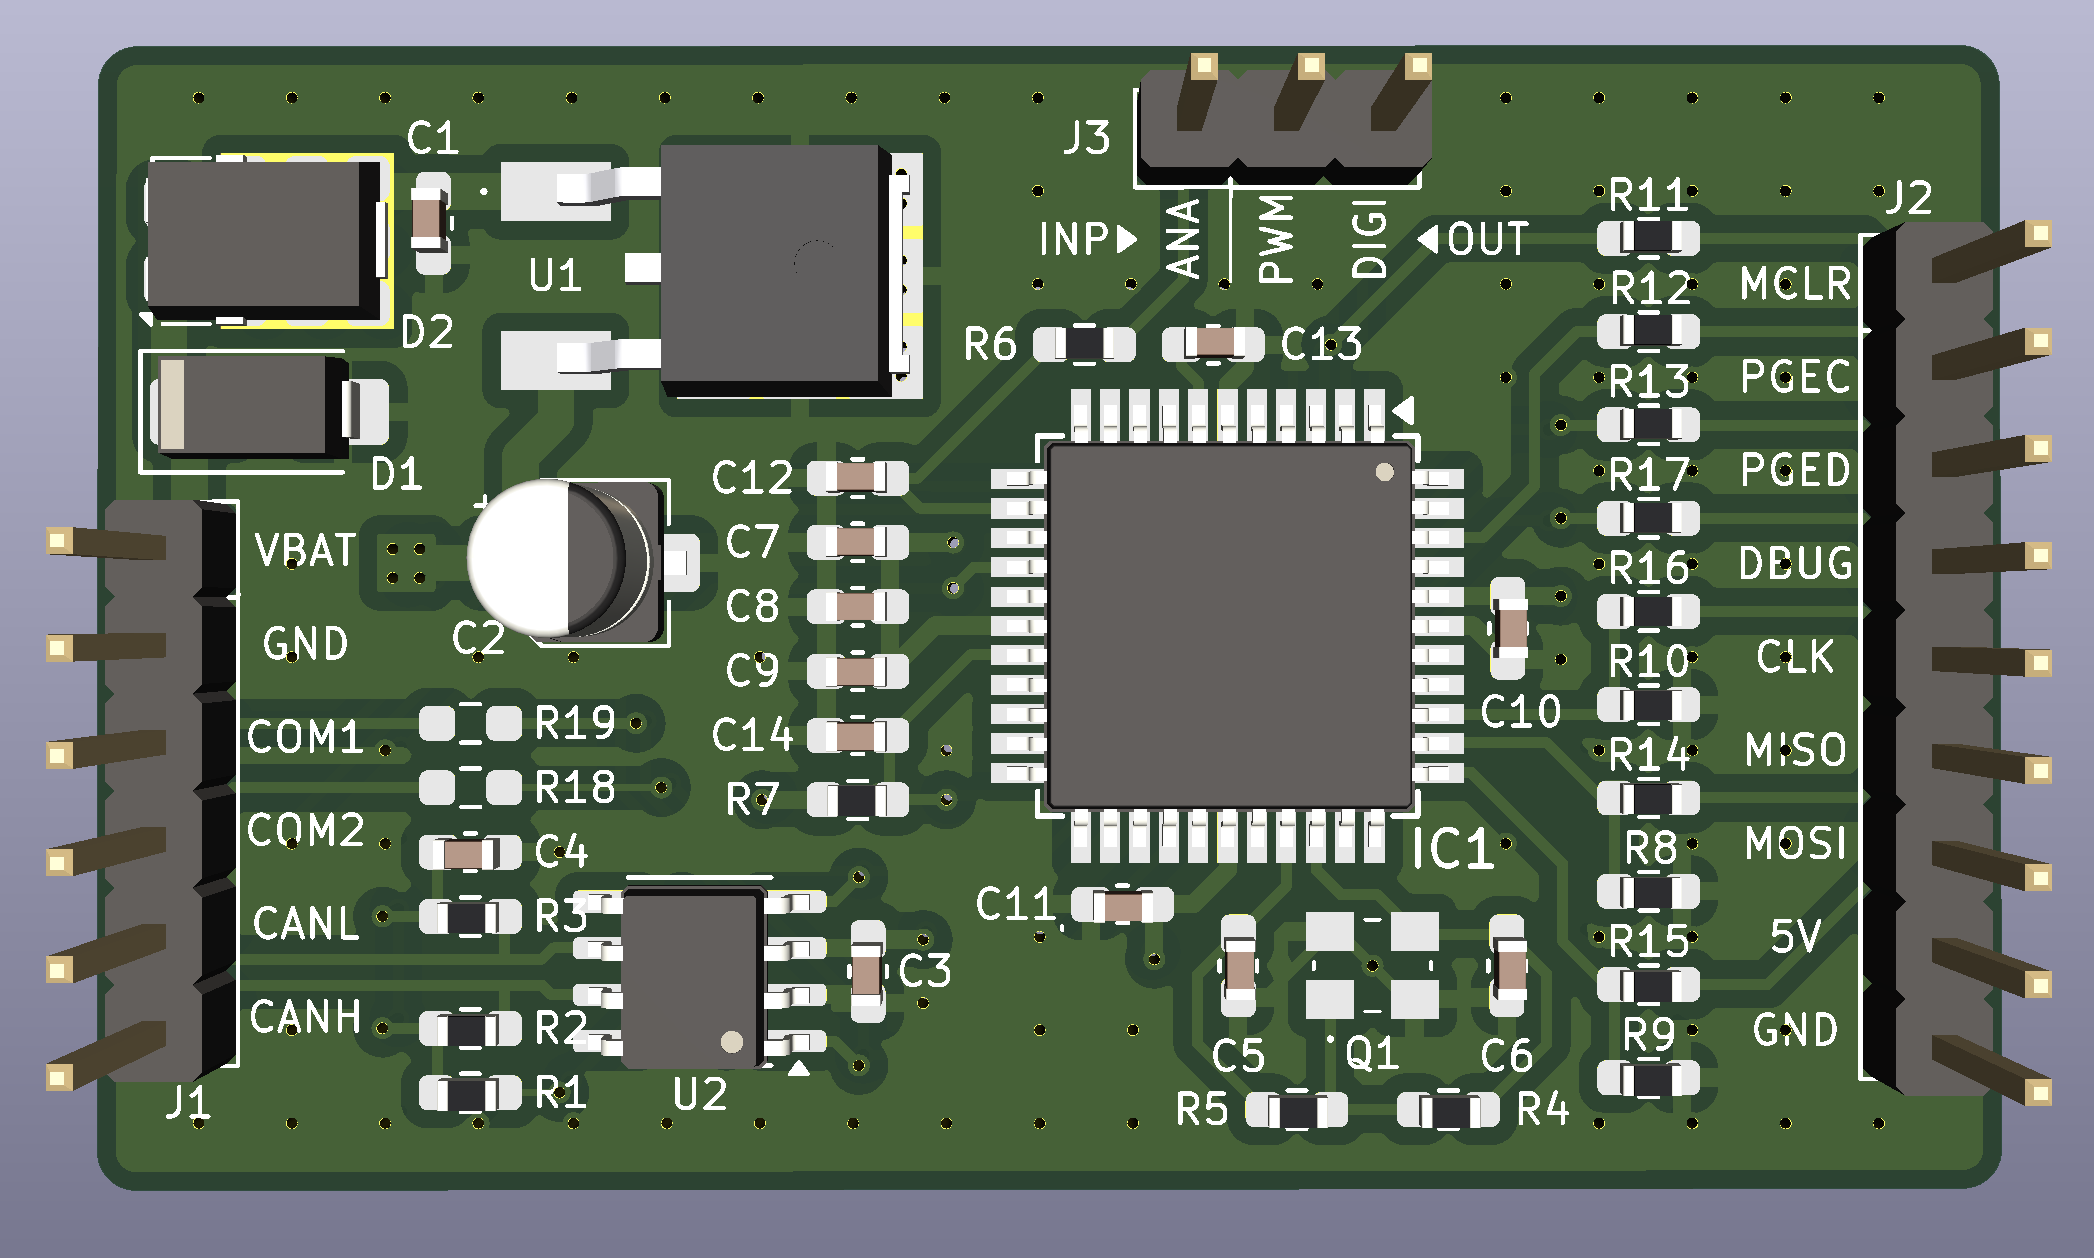 C1
J3
R11
J2
INP
ANA
PWM
DIGI
OUT
U1
MCLR
R12
D2
R6
C13
PGEC
R13
D1
C12
PGED
R17
VBAT
C7
DBUG
R16
GND
C2
C8
CLK
R10
C9
COM1
R19
C14
C10
MISO
R14
R18
R7
COM2
C4
IC1
MOSI
R8
CANL
R3
C11
5V
R15
C3
CANH
R2
C5
Q1
C6
GND
R9
J1
R1
U2
R5
R4
+